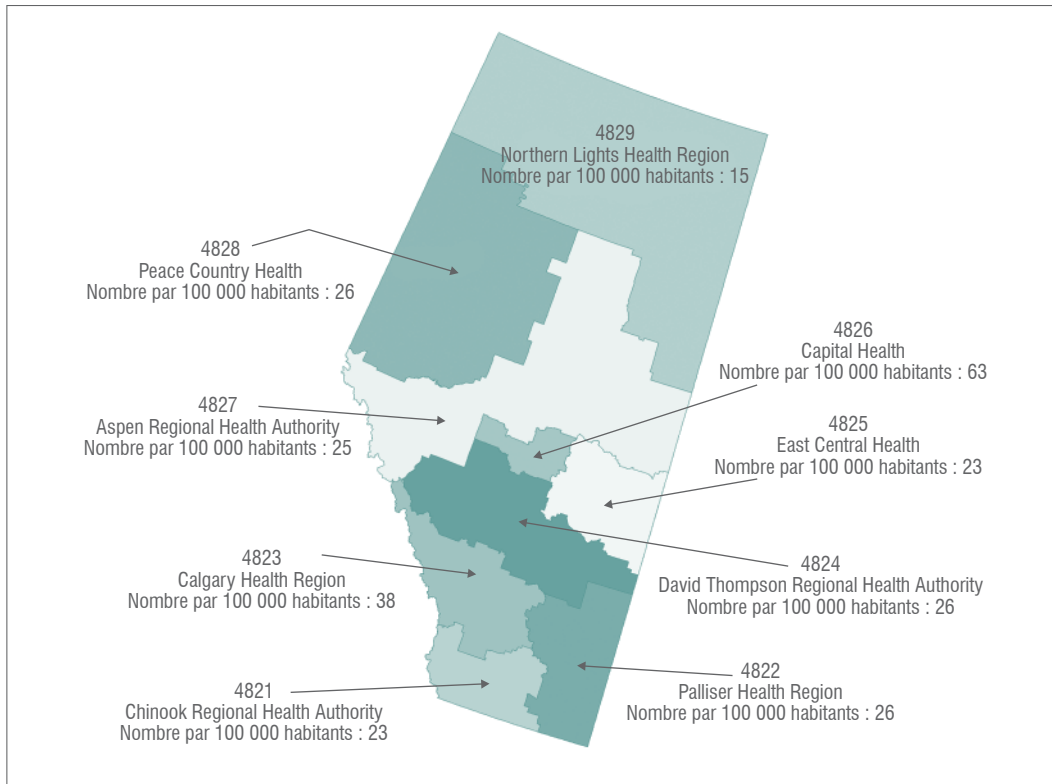 4829
Northern Lights Health Region
Nombre par 100 000 habitants : 15
4828
Peace Country Health
Nombre par 100 000 habitants : 26
4826
Capital Health
Nombre par 100 000 habitants : 63
4827
Aspen Regional Health Authority
Nombre par 100 000 habitants : 25
4825
East Central Health
Nombre par 100 000 habitants : 23
4823
Calgary Health Region
Nombre par 100 000 habitants : 38
4824
David Thompson Regional Health Authority
Nombre par 100 000 habitants : 26
4822
Palliser Health Region
Nombre par 100 000 habitants : 26
4821
Chinook Regional Health Authority
Nombre par 100 000 habitants : 23